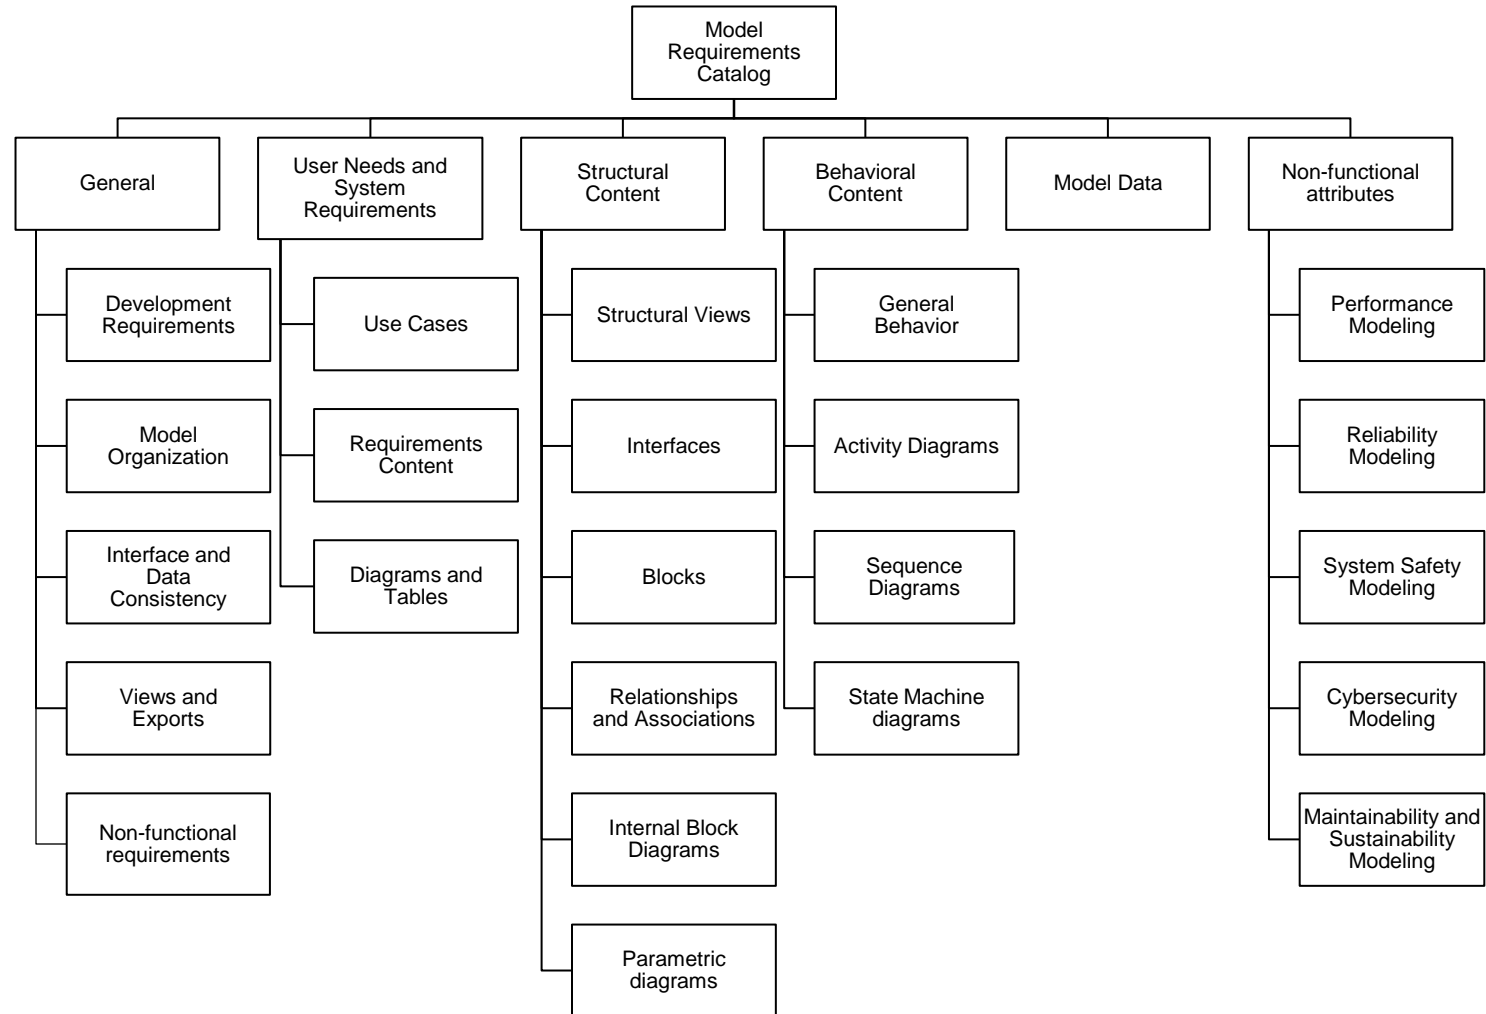 Model
Requirements
Catalog
General
User Needs and
System
Requirements
Structural
Content
Behavioral
Content
Model Data
Non-functional
attributes
Development
Requirements
Model
Organization
Interface and
Data
Consistency
Views and
Exports
Non-functional
requirements
Use Cases
Requirements
Content
Diagrams and
Tables
Structural Views
Interfaces
Blocks
Relationships
and Associations
Internal Block
Diagrams
Parametric
diagrams
General
Behavior
Activity Diagrams
Sequence
Diagrams
State Machine
diagrams
Performance
Modeling
Reliability
Modeling
System Safety
Modeling
Cybersecurity
Modeling
Maintainability and
Sustainability
Modeling